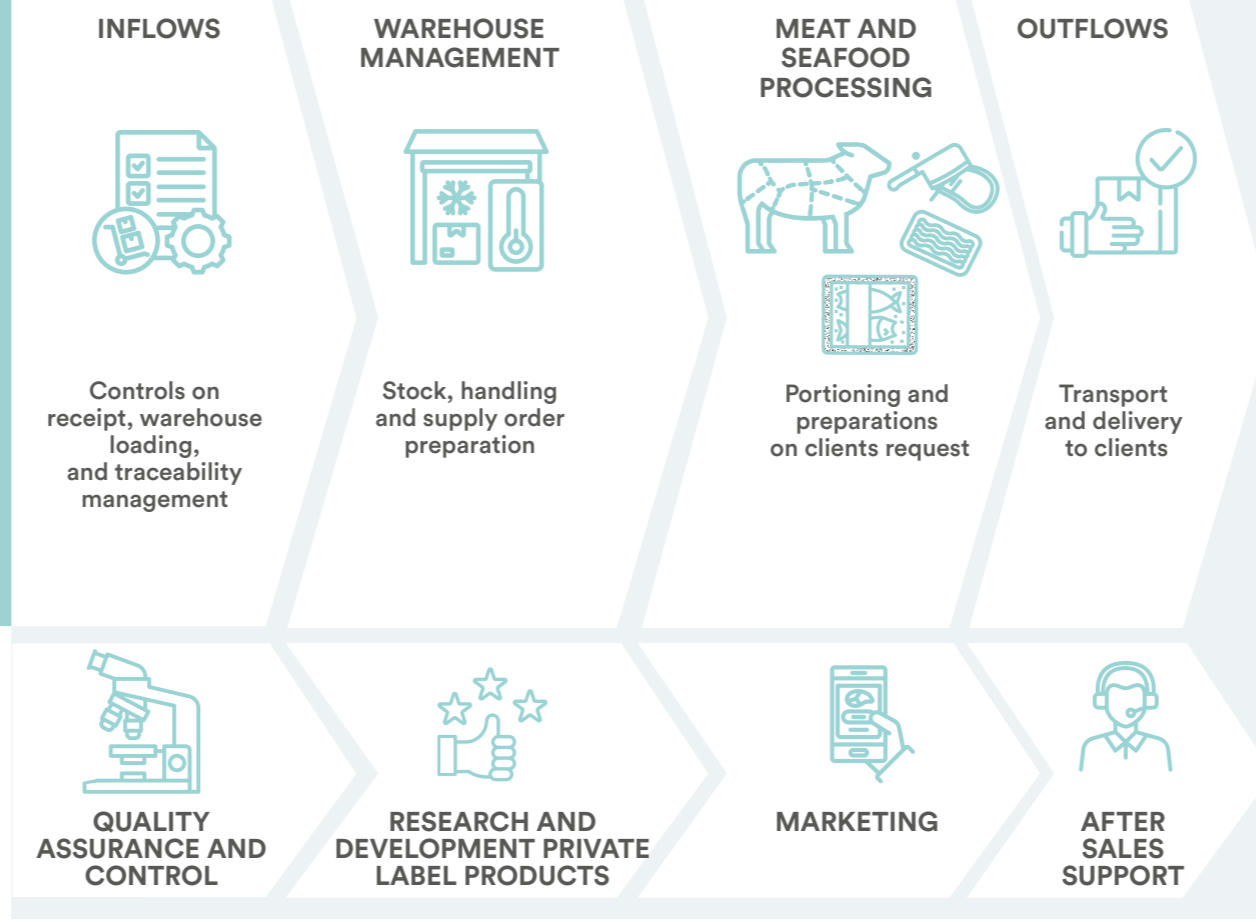 INFLOWS
Controls on
receipt, warehouse
loading,
and traceability
management
WAREHOUSE
MANAGEMENT
Stock, handling
and supply order
preparation
MEAT AND
SEAFOOD
PROCESSING
Portioning and
preparations
on clients request
OUTFLOWS
Transport
and delivery
to clients
QUALITY
ASSURANCE AND
CONTROL
RESEARCH AND
DEVELOPMENT PRIVATE
LABEL PRODUCTS
MARKETING
AFTER
SALES
SUPPORT